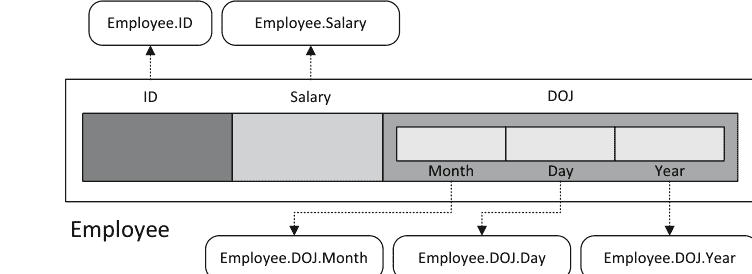 Employee.ID
Employee.Salary
ID
Salary
DOJ
Month
Day
Year
Employee
Employee.DOJ.Month
Employee.DOJ.Day
Employee.DOJ.Year